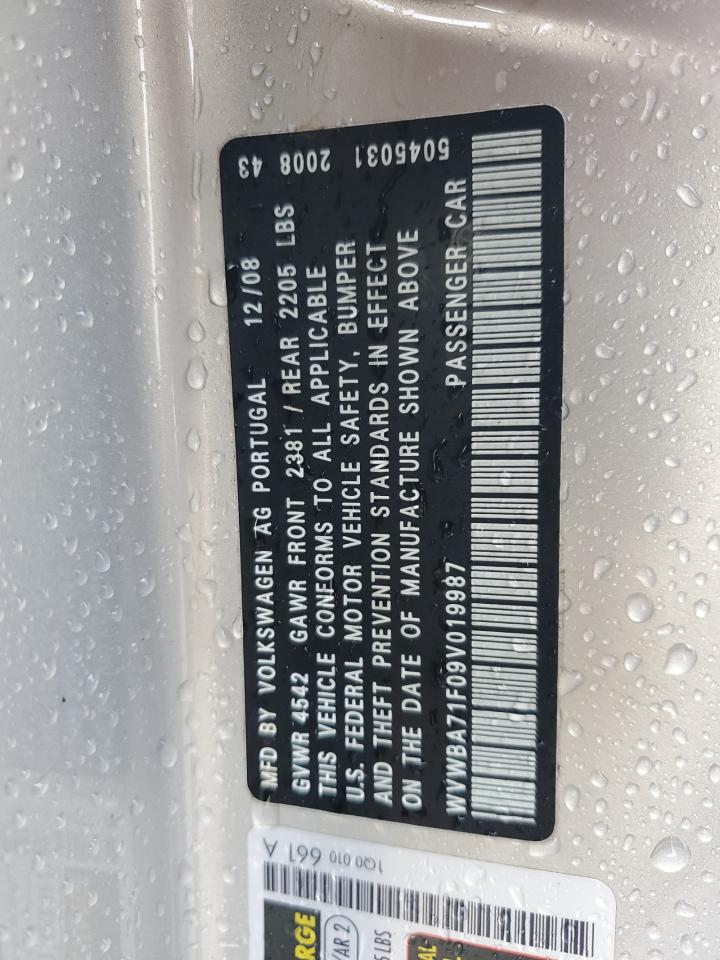 MFD BY VOLKSWAGEN AG PORTUGAL 12/08 43
GVWR 4542 GAWR FRONT 2381 / REAR 2205 LBS 2008
THIS VEHICLE CONFORMS TO ALL APPLICABLE
U.S. FEDERAL MOTOR VEHICLE SAFETY, BUMPER 5045031
AND THEFT PREVENTION STANDARDS IN EFFECT
ON THE DATE OF MANUFACTURE SHOWN ABOVE
WVWBA71F09V019987 PASSENGER CAR
1Q0 010 661 A
LBS